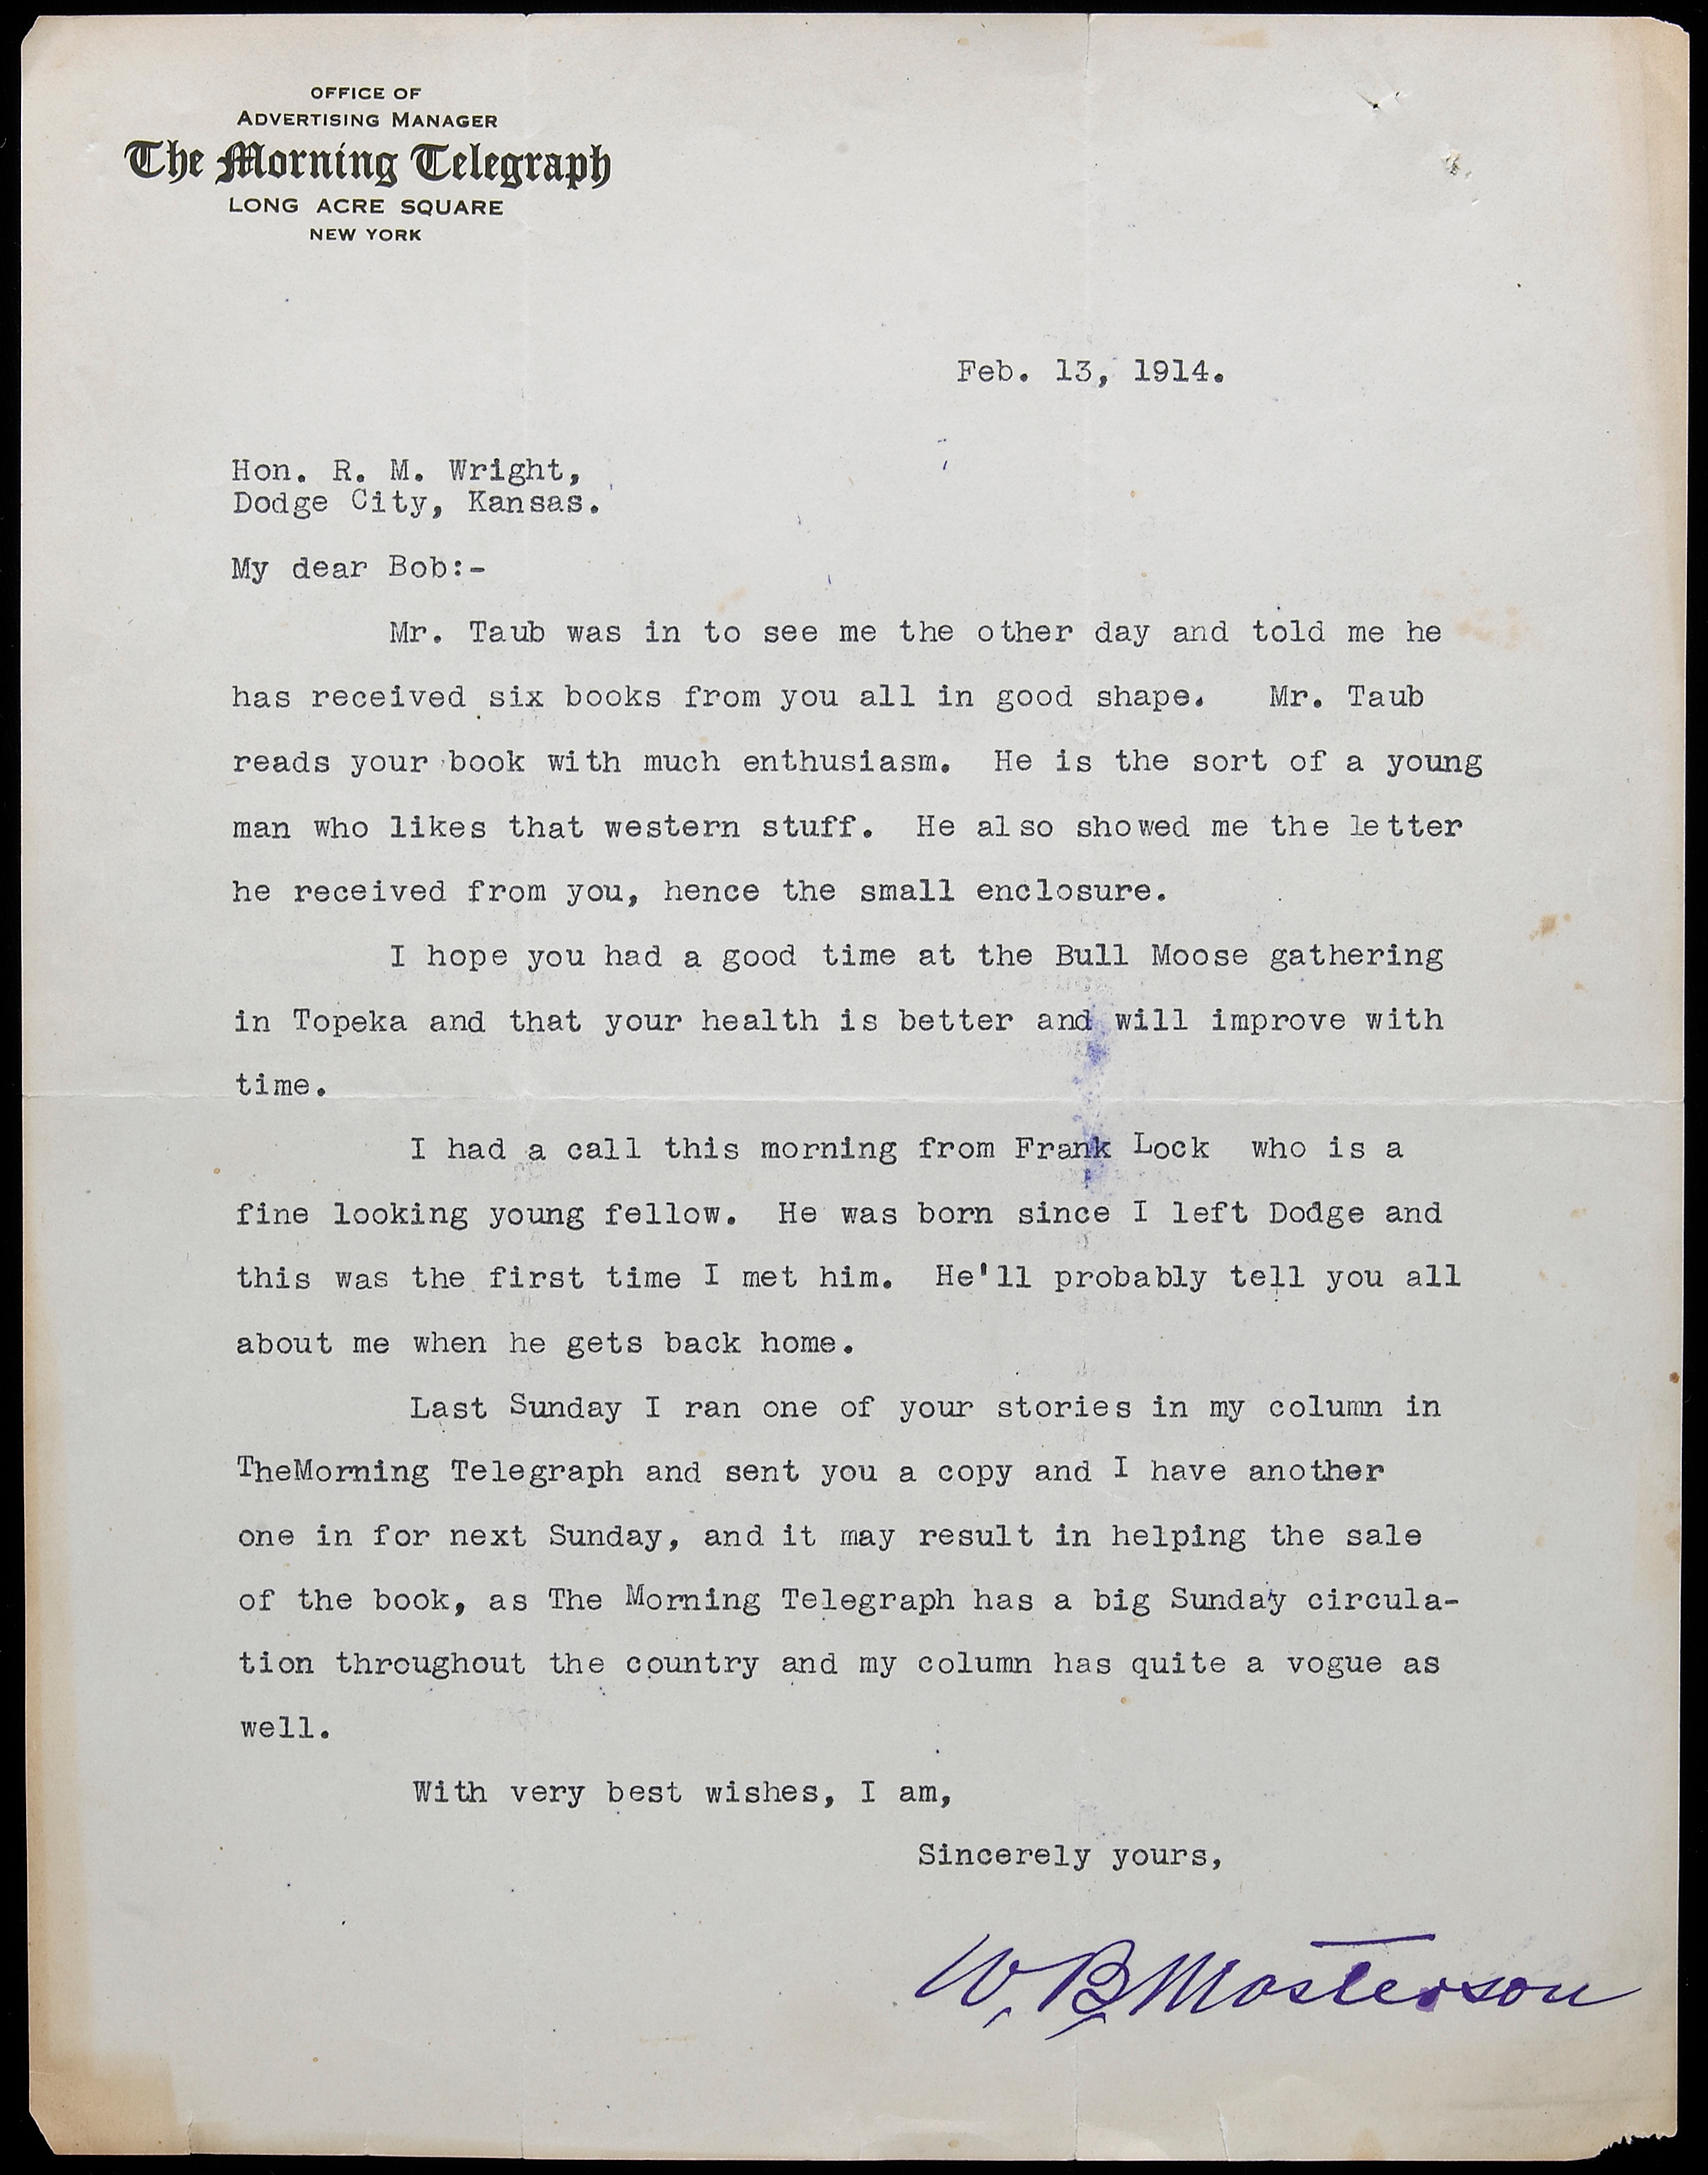 OFFICE OF
ADVERTISING MANAGER
The Morning Telegraph
LONG ACRE SQUARE
NEW YORK
Feb. 13, 1914.
Hon. R. M. Wright,
Dodge City, Kansas.
My dear Bob:-
Mr. Taub was in to see me the other day and told me he
has received six books from you all in good shape. Mr. Taub
reads your book with much enthusiasm. He is the sort of a young
man who likes that western stuff. He also showed me the letter
he received from you, hence the small enclosure.
I hope you had a good time at the Bull Moose gathering
in Topeka and that your health is better and will improve with
time.
I had a call this morning from Frank Lock who is a
fine looking young fellow. He was born since I left Dodge and
this was the first time I met him. He'll probably tell you all
about me when he gets back home.
Last Sunday I ran one of your stories in my column in
TheMorning Telegraph and sent you a copy and I have another
one in for next Sunday, and it may result in helping the sale
of the book, as The Morning Telegraph has a big Sunday circula-
tion throughout the country and my column has quite a vogue as
well.
With very best wishes, I am,
Sincerely yours,
W. B. Masterson